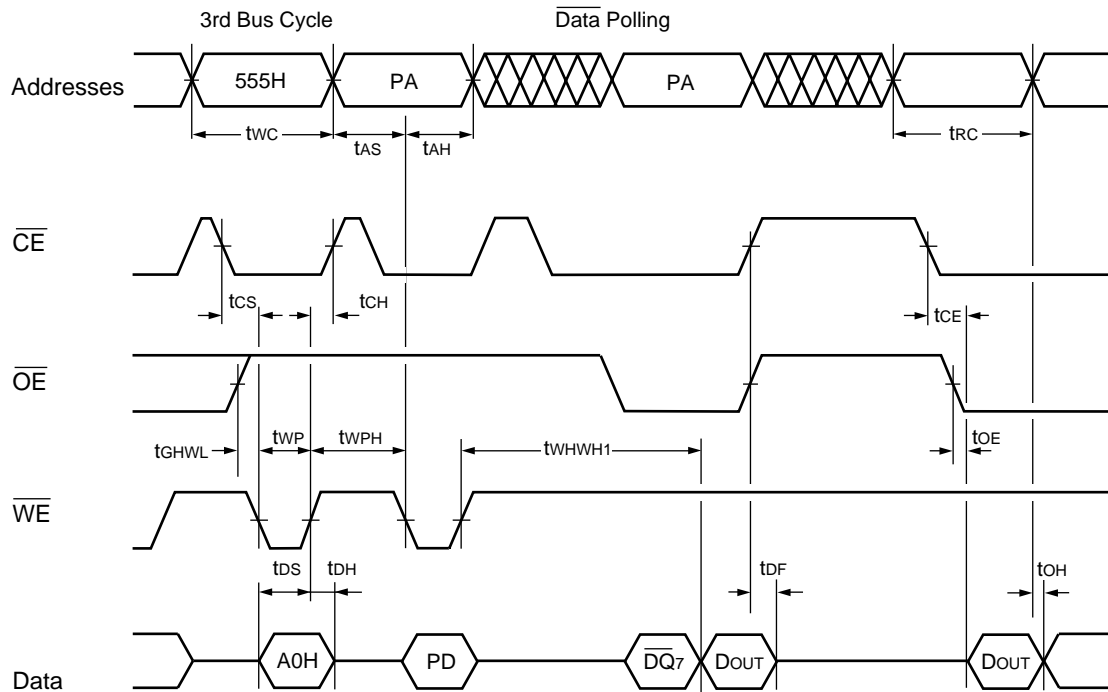 3rd Bus Cycle
Data Polling
Addresses
555H
PA
PA
tWC
tAS
tAH
tRC
CE
tCS
tCH
tCE
OE
tGHWL
tWP
tWPH
tWHWH1
tOE
WE
tDS
tDH
tDF
tOH
Data
A0H
PD
DQ7
DOUT
DOUT